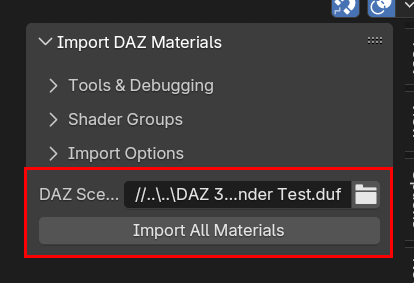 Import DAZ Materials
Tools & Debugging
Shader Groups
Import Options
DAZ Sce... //..\..\DAZ 3...nder Test.duf
Import All Materials